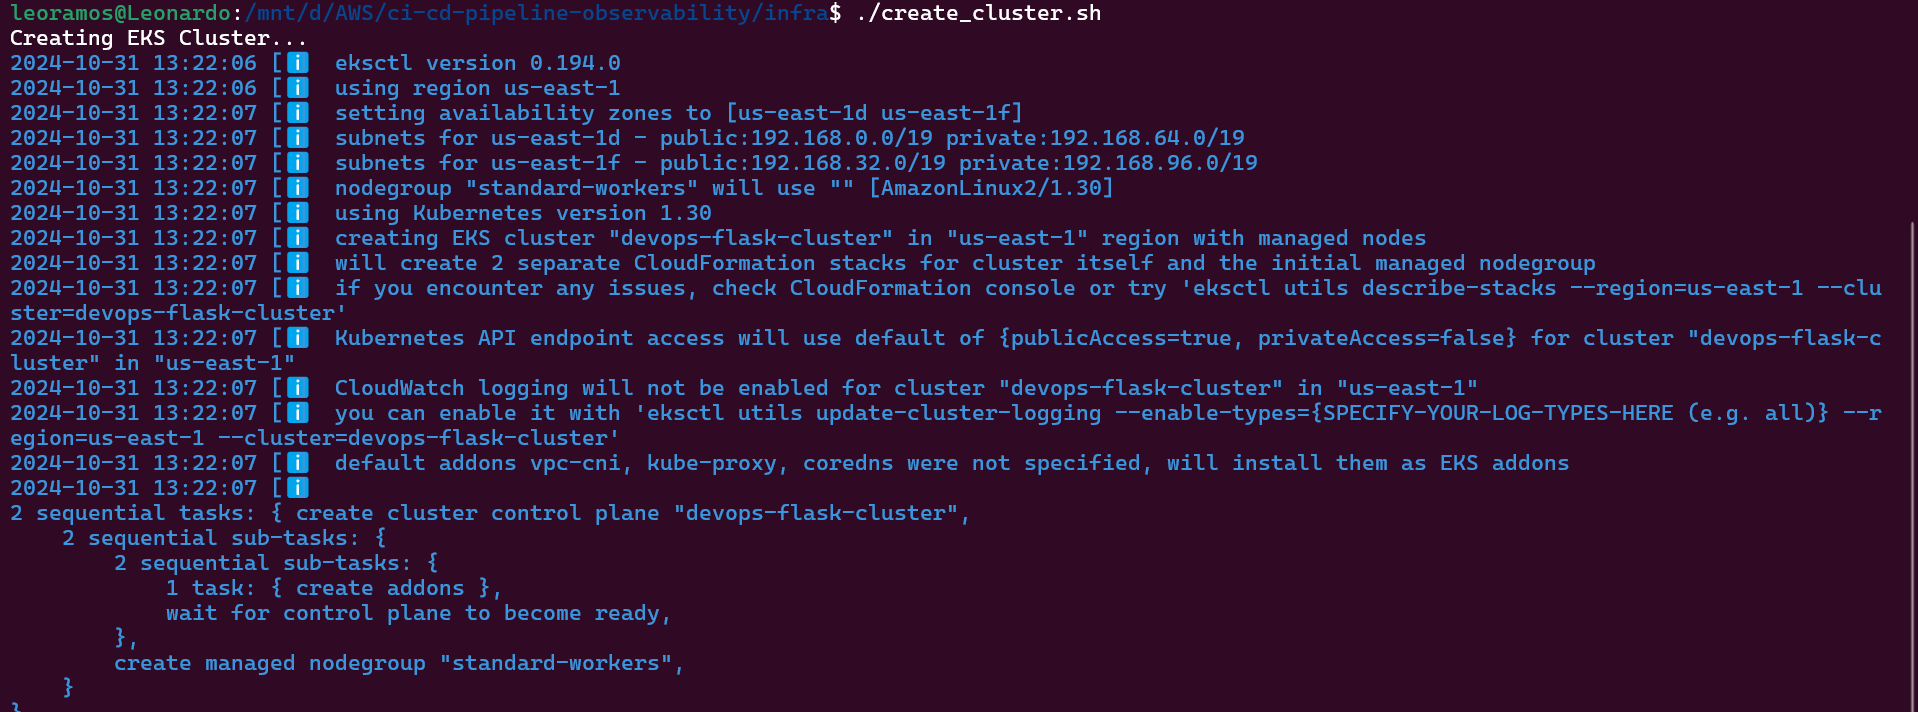 leoramos@Leonardo:/mnt/d/AWS/ci-cd-pipeline-observability/infra$ ./create_cluster.sh
Creating EKS Cluster...
2024-10-31 13:22:06 [ℹ]  eksctl version 0.194.0
2024-10-31 13:22:06 [ℹ]  using region us-east-1
2024-10-31 13:22:07 [ℹ]  setting availability zones to [us-east-1d us-east-1f]
2024-10-31 13:22:07 [ℹ]  subnets for us-east-1d - public:192.168.0.0/19 private:192.168.64.0/19
2024-10-31 13:22:07 [ℹ]  subnets for us-east-1f - public:192.168.32.0/19 private:192.168.96.0/19
2024-10-31 13:22:07 [ℹ]  nodegroup "standard-workers" will use "" [AmazonLinux2/1.30]
2024-10-31 13:22:07 [ℹ]  using Kubernetes version 1.30
2024-10-31 13:22:07 [ℹ]  creating EKS cluster "devops-flask-cluster" in "us-east-1" region with managed nodes
2024-10-31 13:22:07 [ℹ]  will create 2 separate CloudFormation stacks for cluster itself and the initial managed nodegroup
2024-10-31 13:22:07 [ℹ]  if you encounter any issues, check CloudFormation console or try 'eksctl utils describe-stacks --region=us-east-1 --clu
ster=devops-flask-cluster'
2024-10-31 13:22:07 [ℹ]  Kubernetes API endpoint access will use default of {publicAccess=true, privateAccess=false} for cluster "devops-flask-c
luster" in "us-east-1"
2024-10-31 13:22:07 [ℹ]  CloudWatch logging will not be enabled for cluster "devops-flask-cluster" in "us-east-1"
2024-10-31 13:22:07 [ℹ]  you can enable it with 'eksctl utils update-cluster-logging --enable-types={SPECIFY-YOUR-LOG-TYPES-HERE (e.g. all)} --r
egion=us-east-1 --cluster=devops-flask-cluster'
2024-10-31 13:22:07 [ℹ]  default addons vpc-cni, kube-proxy, coredns were not specified, will install them as EKS addons
2024-10-31 13:22:07 [ℹ]
2 sequential tasks: { create cluster control plane "devops-flask-cluster",
    2 sequential sub-tasks: {
        2 sequential sub-tasks: {
            1 task: { create addons },
            wait for control plane to become ready,
        },
        create managed nodegroup "standard-workers",
    }
}